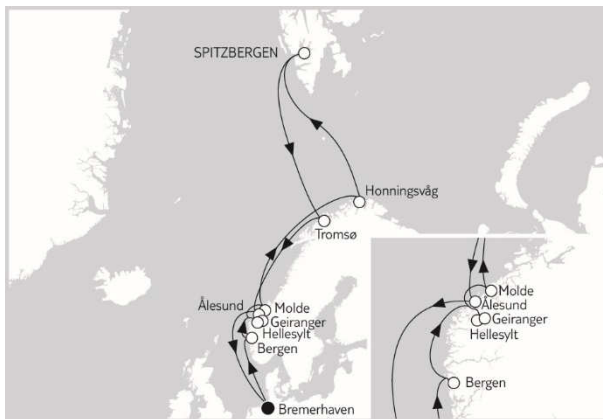 SPITZBERGEN
Honningsvåg
Tromsø
Ålesund
Molde
Geiranger
Hellesylt
Bergen
Bremerhaven
Molde
Ålesund
Geiranger
Hellesylt
Bergen